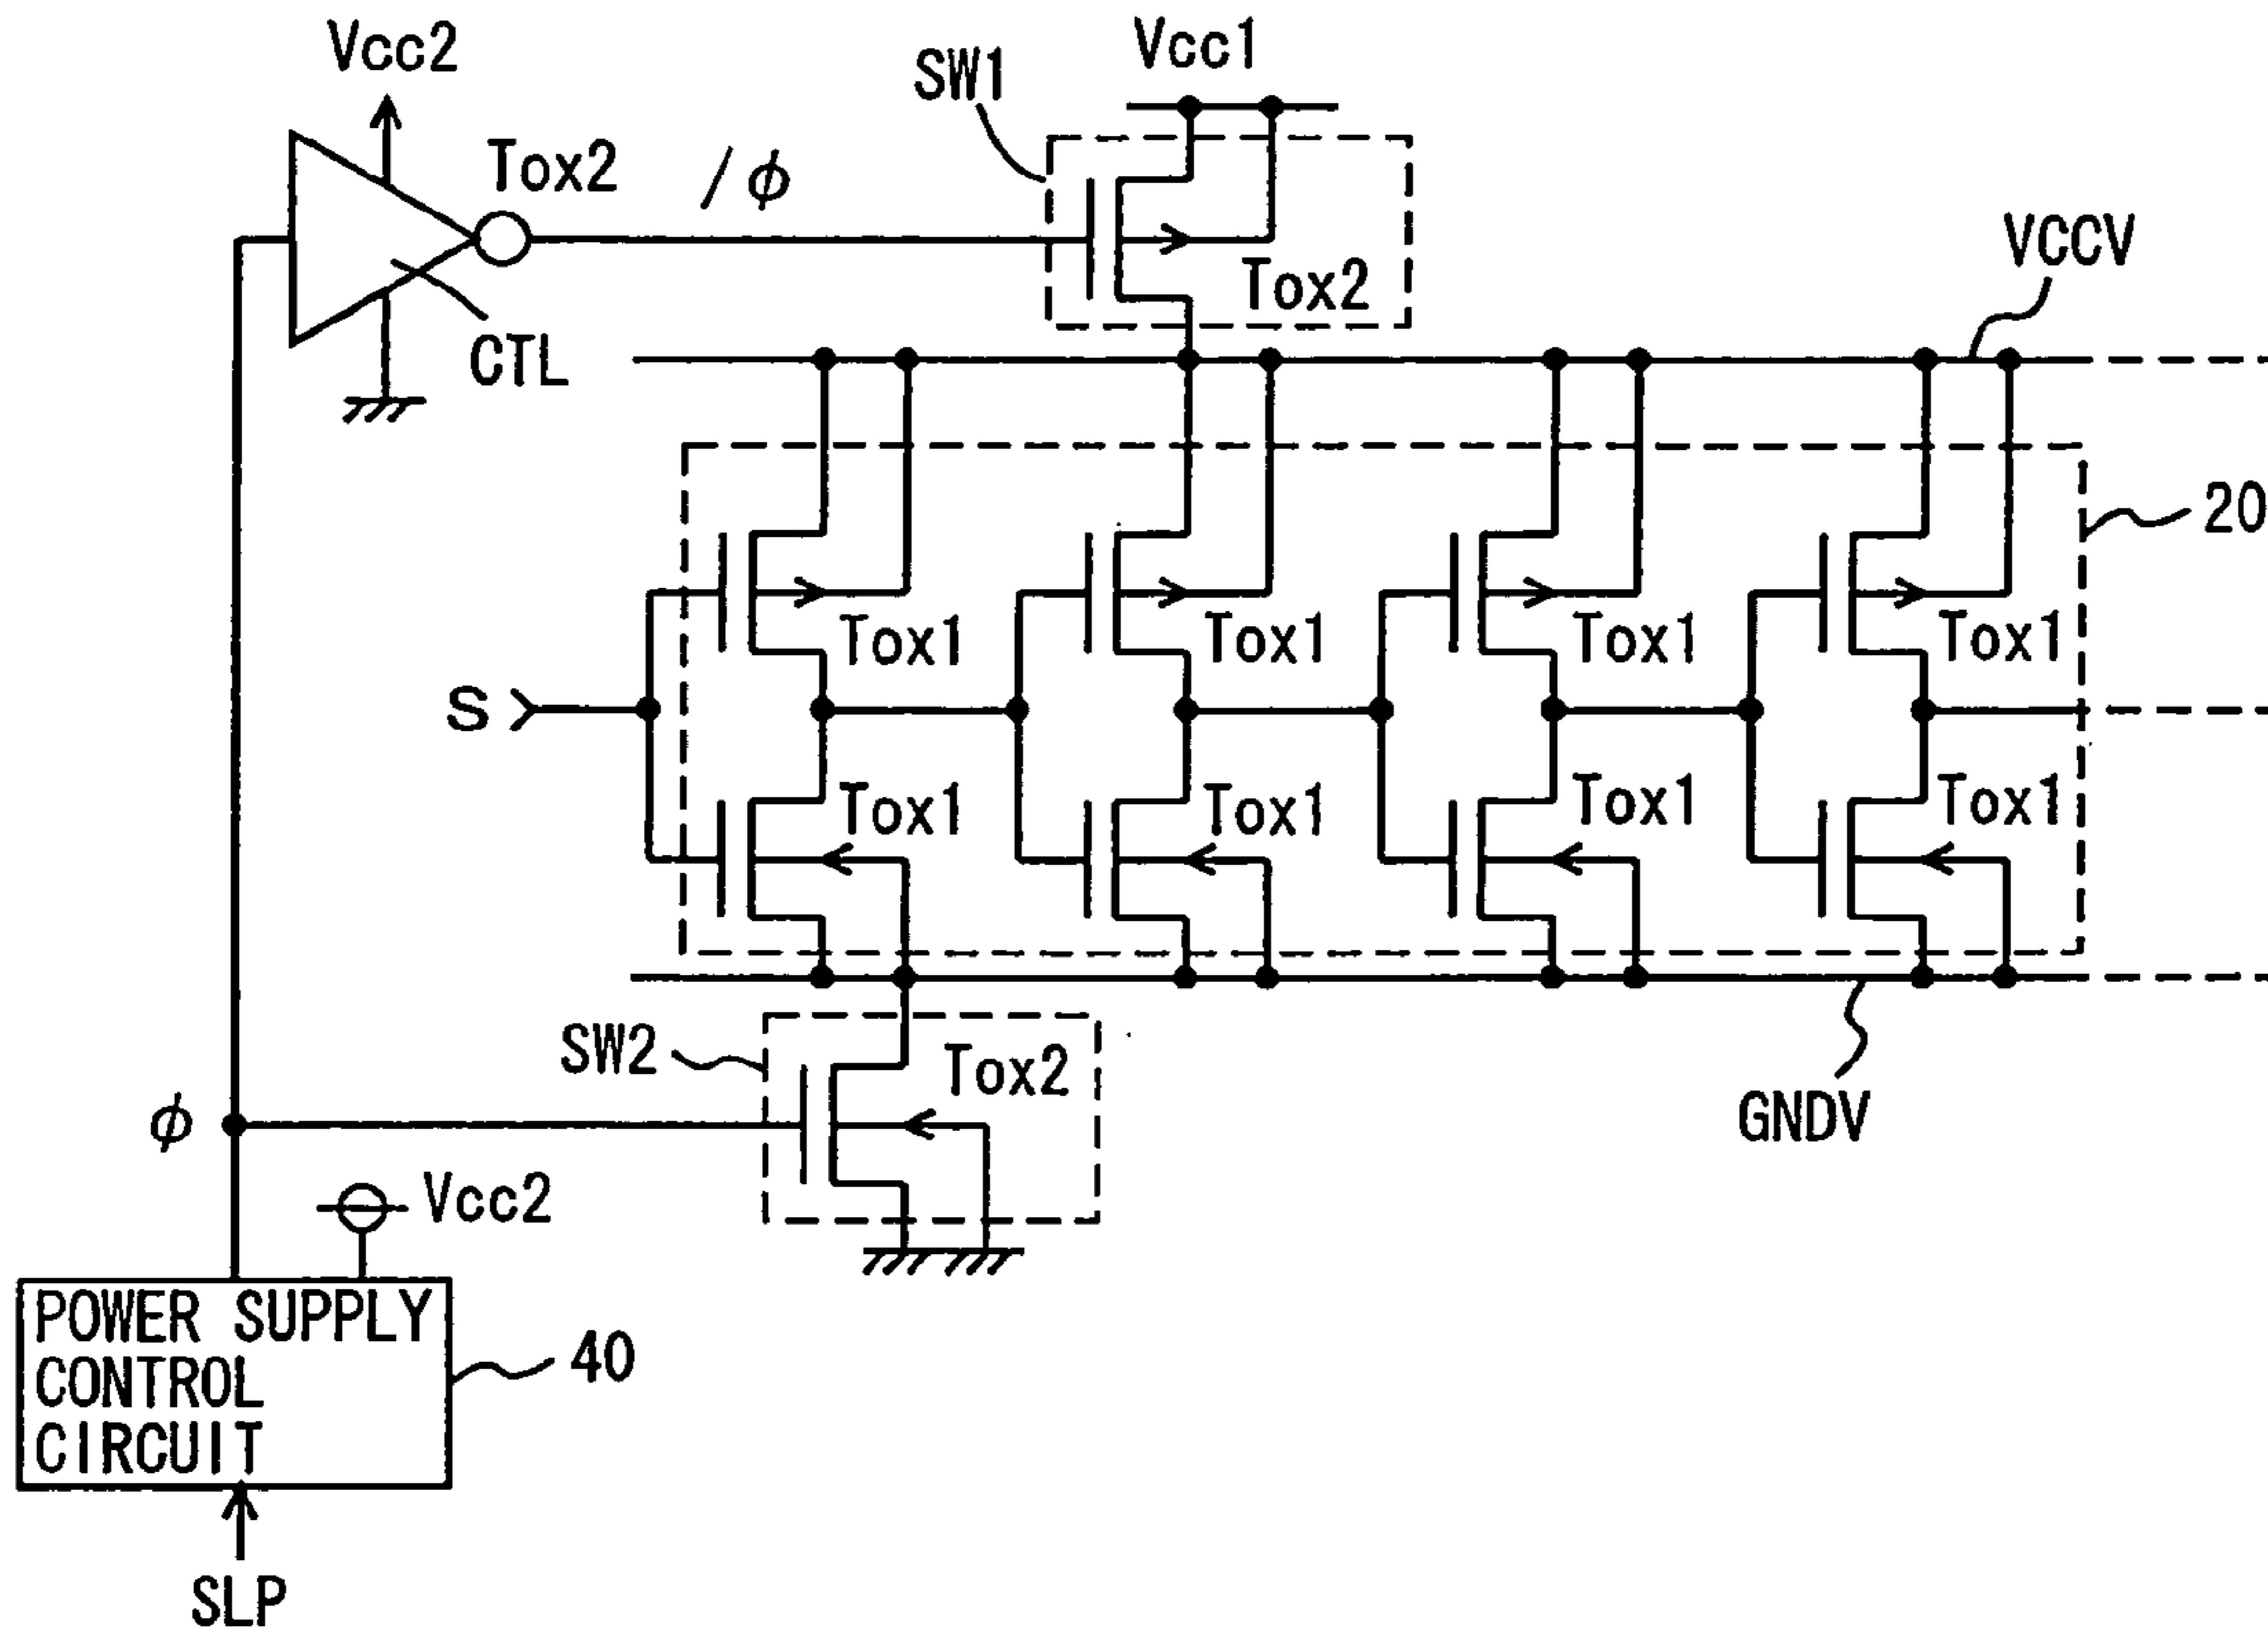 Vcc2
SW1
Vcc1
Tox2
/φ
VCCV
Tox2
CTL
20
Tox1
Tox1
Tox1
Tox1
S
Tox1
Tox1
Tox1
Tox1
SW2
Tox2
φ
GNDV
Vcc2
POWER SUPPLY
CONTROL
CIRCUIT
40
SLP